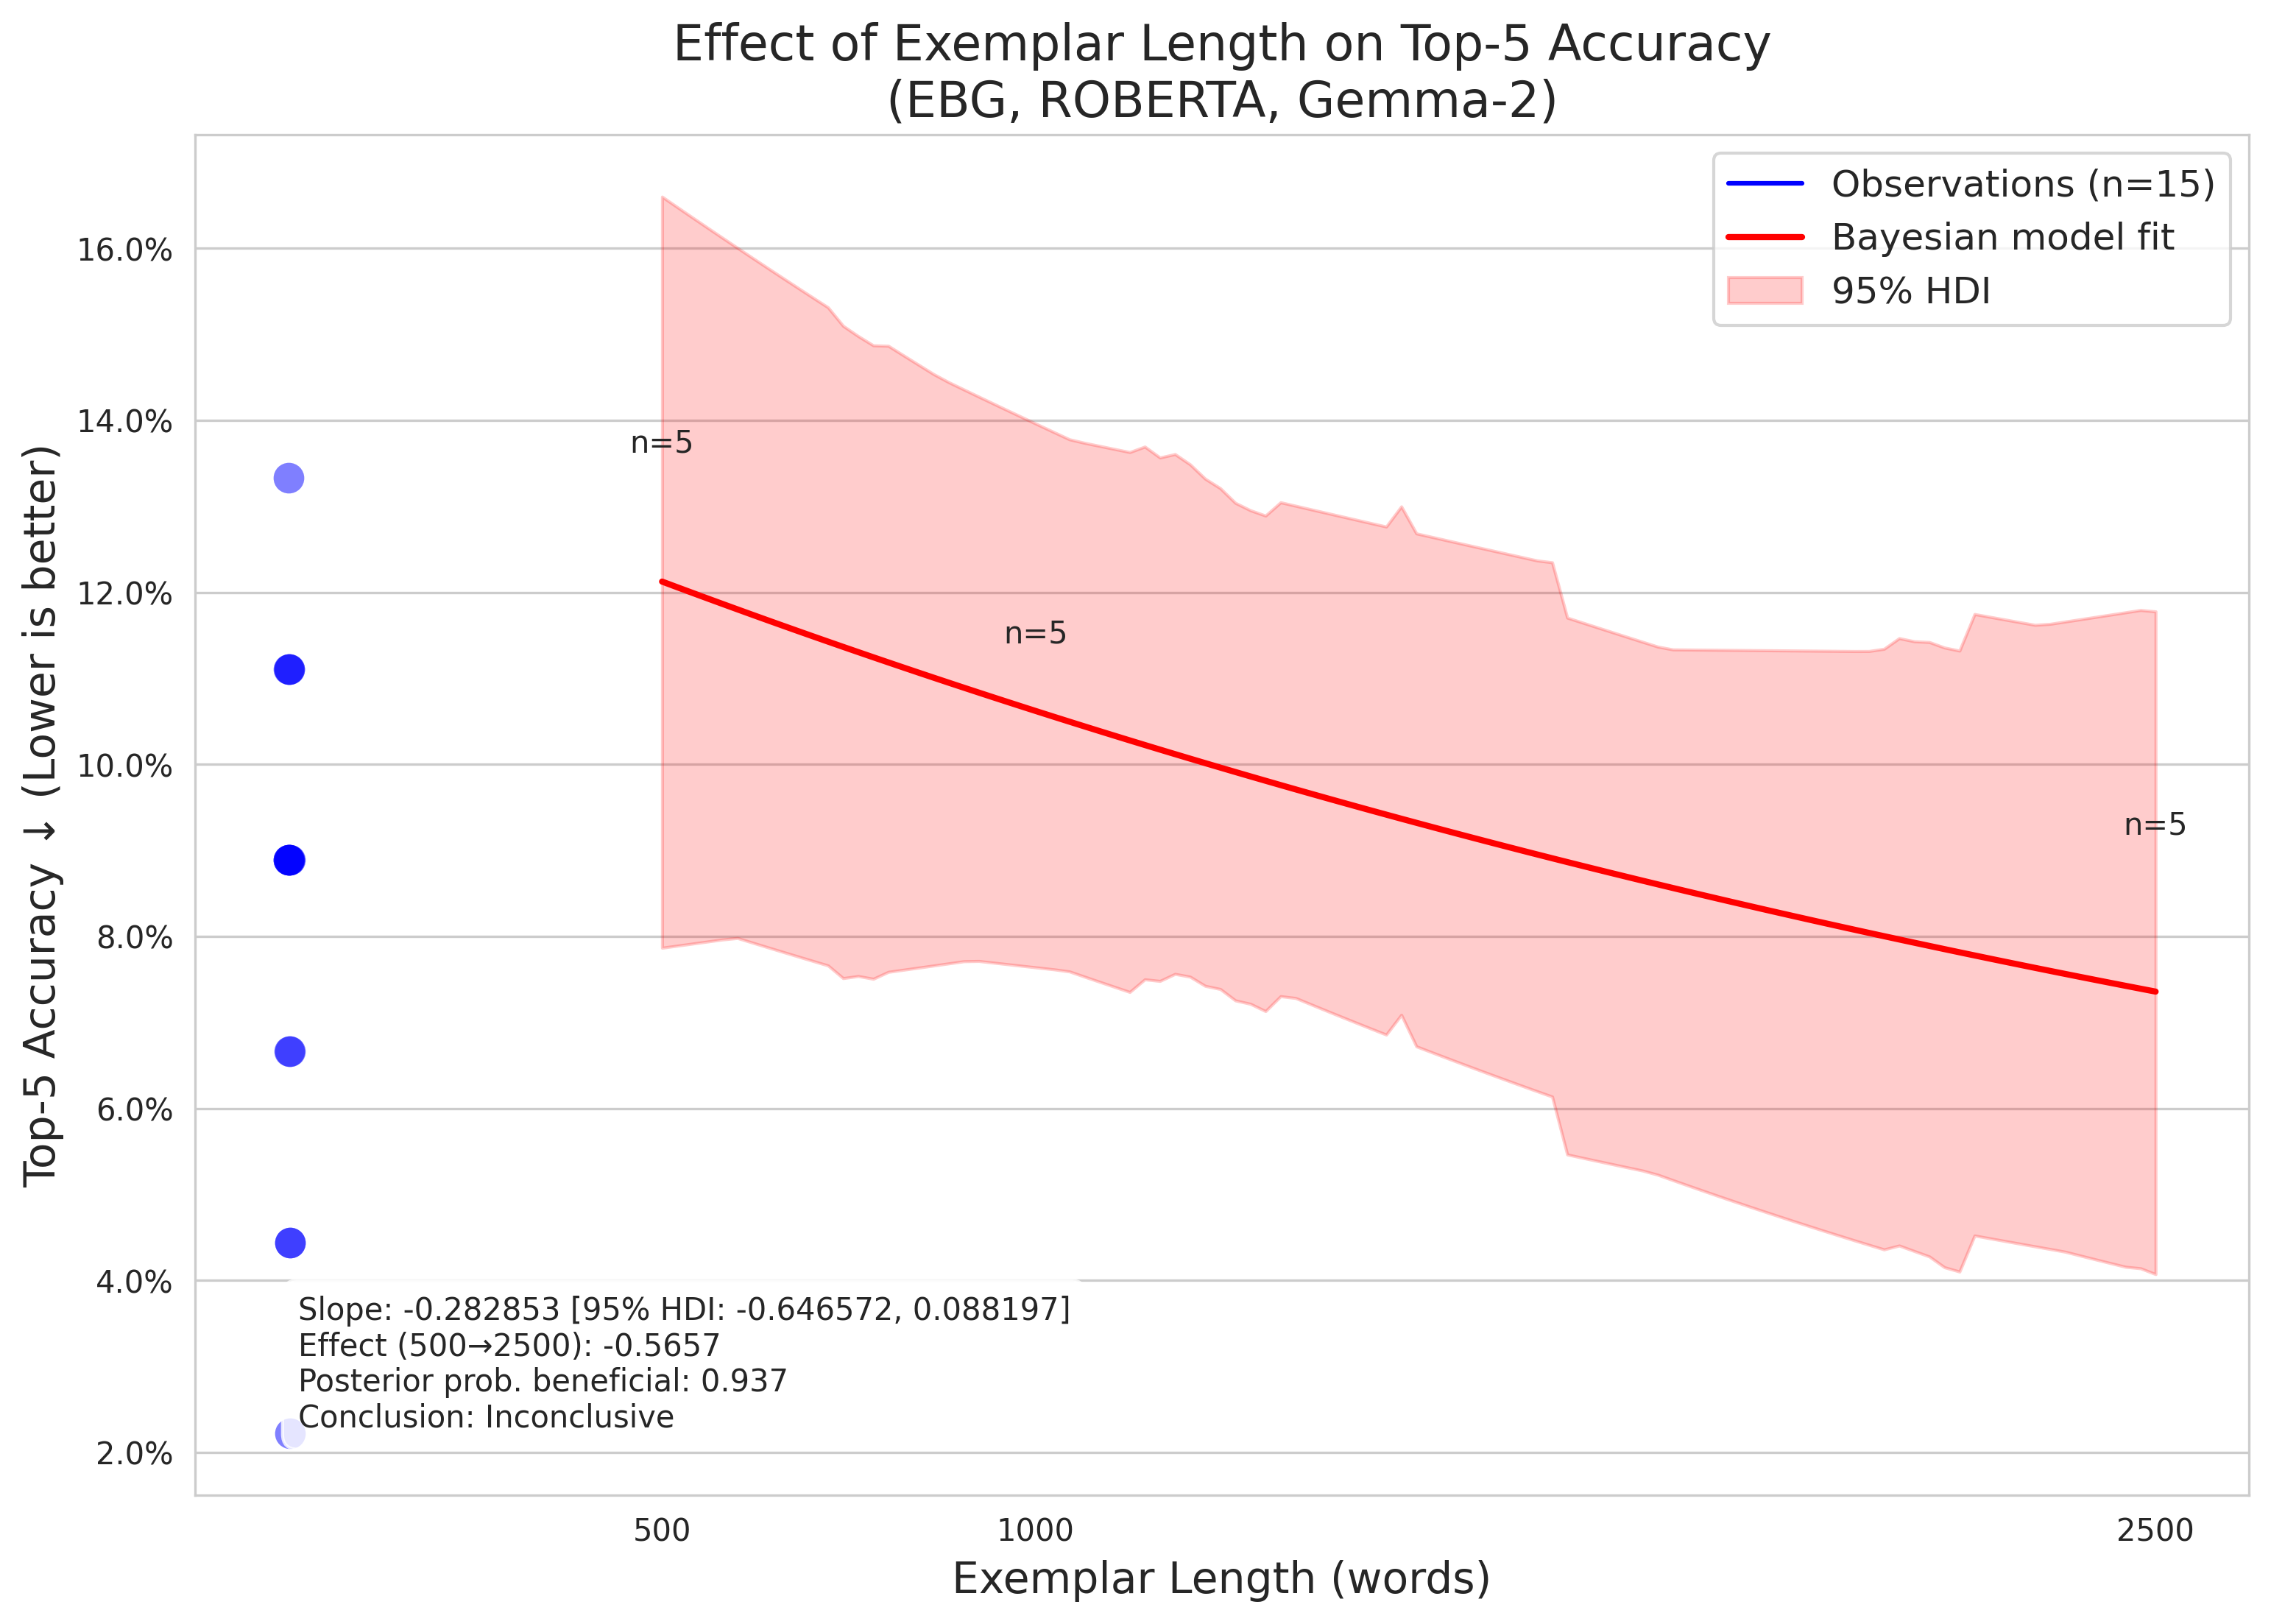 Effect of Exemplar Length on Top-5 Accuracy
(EBG, ROBERTA, Gemma-2)
Observations (n=15)
Bayesian model fit
95% HDI
Top-5 Accuracy ↓ (Lower is better)
16.0%
14.0%
12.0%
10.0%
8.0%
6.0%
4.0%
2.0%
n=5
n=5
n=5
Slope: -0.282853 [95% HDI: -0.646572, 0.088197]
Effect (500→2500): -0.5657
Posterior prob. beneficial: 0.937
Conclusion: Inconclusive
500
1000
2500
Exemplar Length (words)